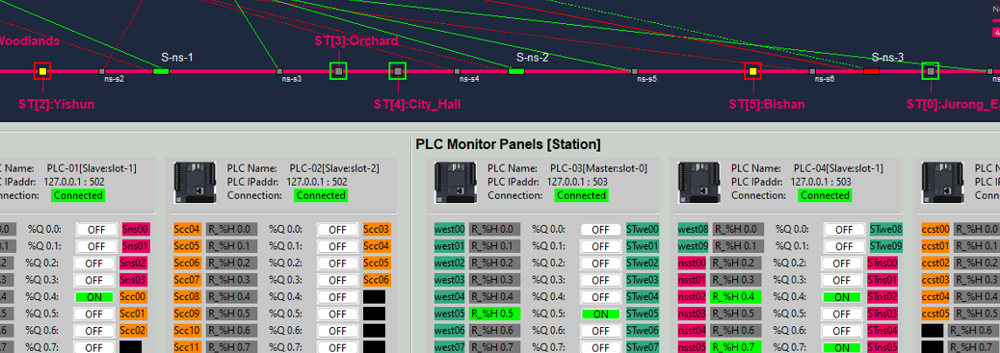 Woodlands
ST[3]:Orchard
S-ns-1
S-ns-2
S-ns-3
ns-s2
ns-s3
ns-s4
ns-s5
ns-s6
ST[2]:Yishun
ST[4]:City_Hall
ST[5]:Bishan
ST[0]:Jurong_E
PLC Monitor Panels [Station]
C Name: PLC-01[Slave:slot-1]
C IPaddr: 127.0.0.1 : 502
Connection: Connected
0.0 %Q 0.0: OFF Sns00
0.1 %Q 0.1: OFF Sns01
0.2 %Q 0.2: OFF Sns02
0.3 %Q 0.3: OFF Sns03
0.4 %Q 0.4: ON Scc00
0.5 %Q 0.5: OFF Scc01
0.6 %Q 0.6: OFF Scc02
0.7 %Q 0.7: OFF
PLC Name: PLC-02[Slave:slot-2]
PLC IPaddr: 127.0.0.1 : 502
Connection: Connected
Scc04 R_%H 0.0 %Q 0.0: OFF Scc03
Scc05 R_%H 0.1 %Q 0.1: OFF Scc04
Scc06 R_%H 0.2 %Q 0.2: OFF Scc05
Scc07 R_%H 0.3 %Q 0.3: OFF Scc06
Scc08 R_%H 0.4 %Q 0.4: OFF
Scc09 R_%H 0.5 %Q 0.5: OFF
Scc10 R_%H 0.6 %Q 0.6: OFF
Scc11 R_%H 0.7 %Q 0.7: OFF
PLC Name: PLC-03[Master:slot-0]
PLC IPaddr: 127.0.0.1 : 503
Connection: Connected
west00 R_%H 0.0 %Q 0.0: OFF STwe00
west01 R_%H 0.1 %Q 0.1: OFF STwe01
west02 R_%H 0.2 %Q 0.2: OFF STwe02
west03 R_%H 0.3 %Q 0.3: OFF STwe03
west04 R_%H 0.4 %Q 0.4: OFF STwe04
west05 R_%H 0.5 %Q 0.5: ON STwe05
west06 R_%H 0.6 %Q 0.6: OFF STwe06
west07 R_%H 0.7 %Q 0.7: OFF STwe07
PLC Name: PLC-04[Slave:slot-1]
PLC IPaddr: 127.0.0.1 : 503
Connection: Connected
west08 R_%H 0.0 %Q 0.0: OFF STwe08
west09 R_%H 0.1 %Q 0.1: OFF STwe09
nsst00 R_%H 0.2 %Q 0.2: OFF STns00
nsst01 R_%H 0.3 %Q 0.3: OFF STns01
nsst02 R_%H 0.4 %Q 0.4: ON STns02
nsst03 R_%H 0.5 %Q 0.5: OFF STns03
nsst04 R_%H 0.6 %Q 0.6: OFF STns04
nsst05 R_%H 0.7 %Q 0.7: ON STns05
PLC N
PLC IP
Conne
ccst00 R_%H 0.0
ccst01 R_%H 0.1
ccst02 R_%H 0.2
ccst03 R_%H 0.3
ccst04 R_%H 0.4
ccst05 R_%H 0.5
R_%H 0.6
R_%H 0.7